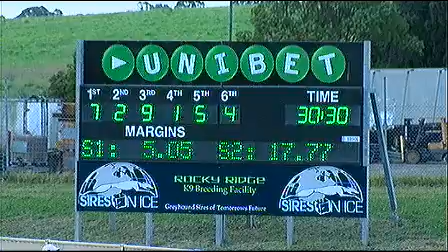 UNIBET
1ST 2ND 3RD 4TH 5TH 6TH TIME
7 2 9 1 5 4 30:30
MARGINS
S1: 5.05 S2: 17.77
ROCKY RIDGE
K9 Breeding Facility
SIRES ON ICE SIRES ON ICE
Greyhound Sires of Tomorrows Future